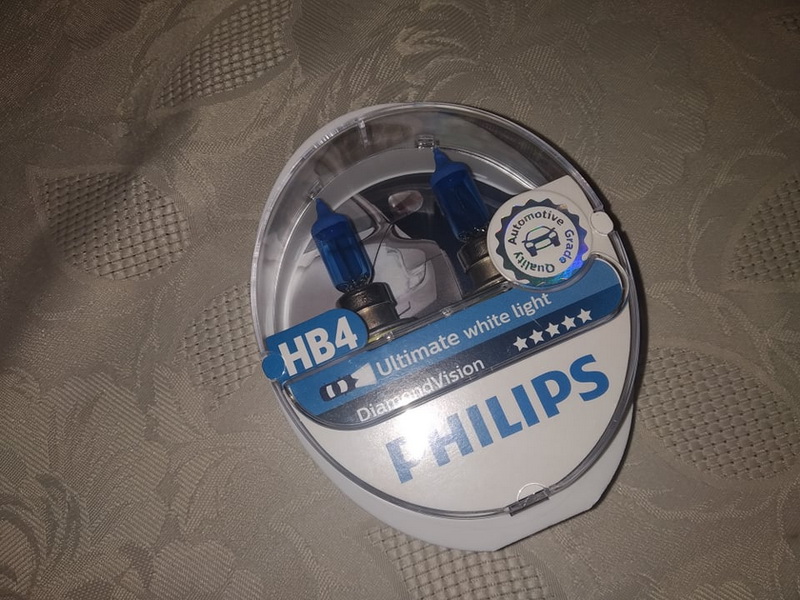 Automotive Grade Quality
HB4
Ultimate white light
DiamondVision
PHILIPS